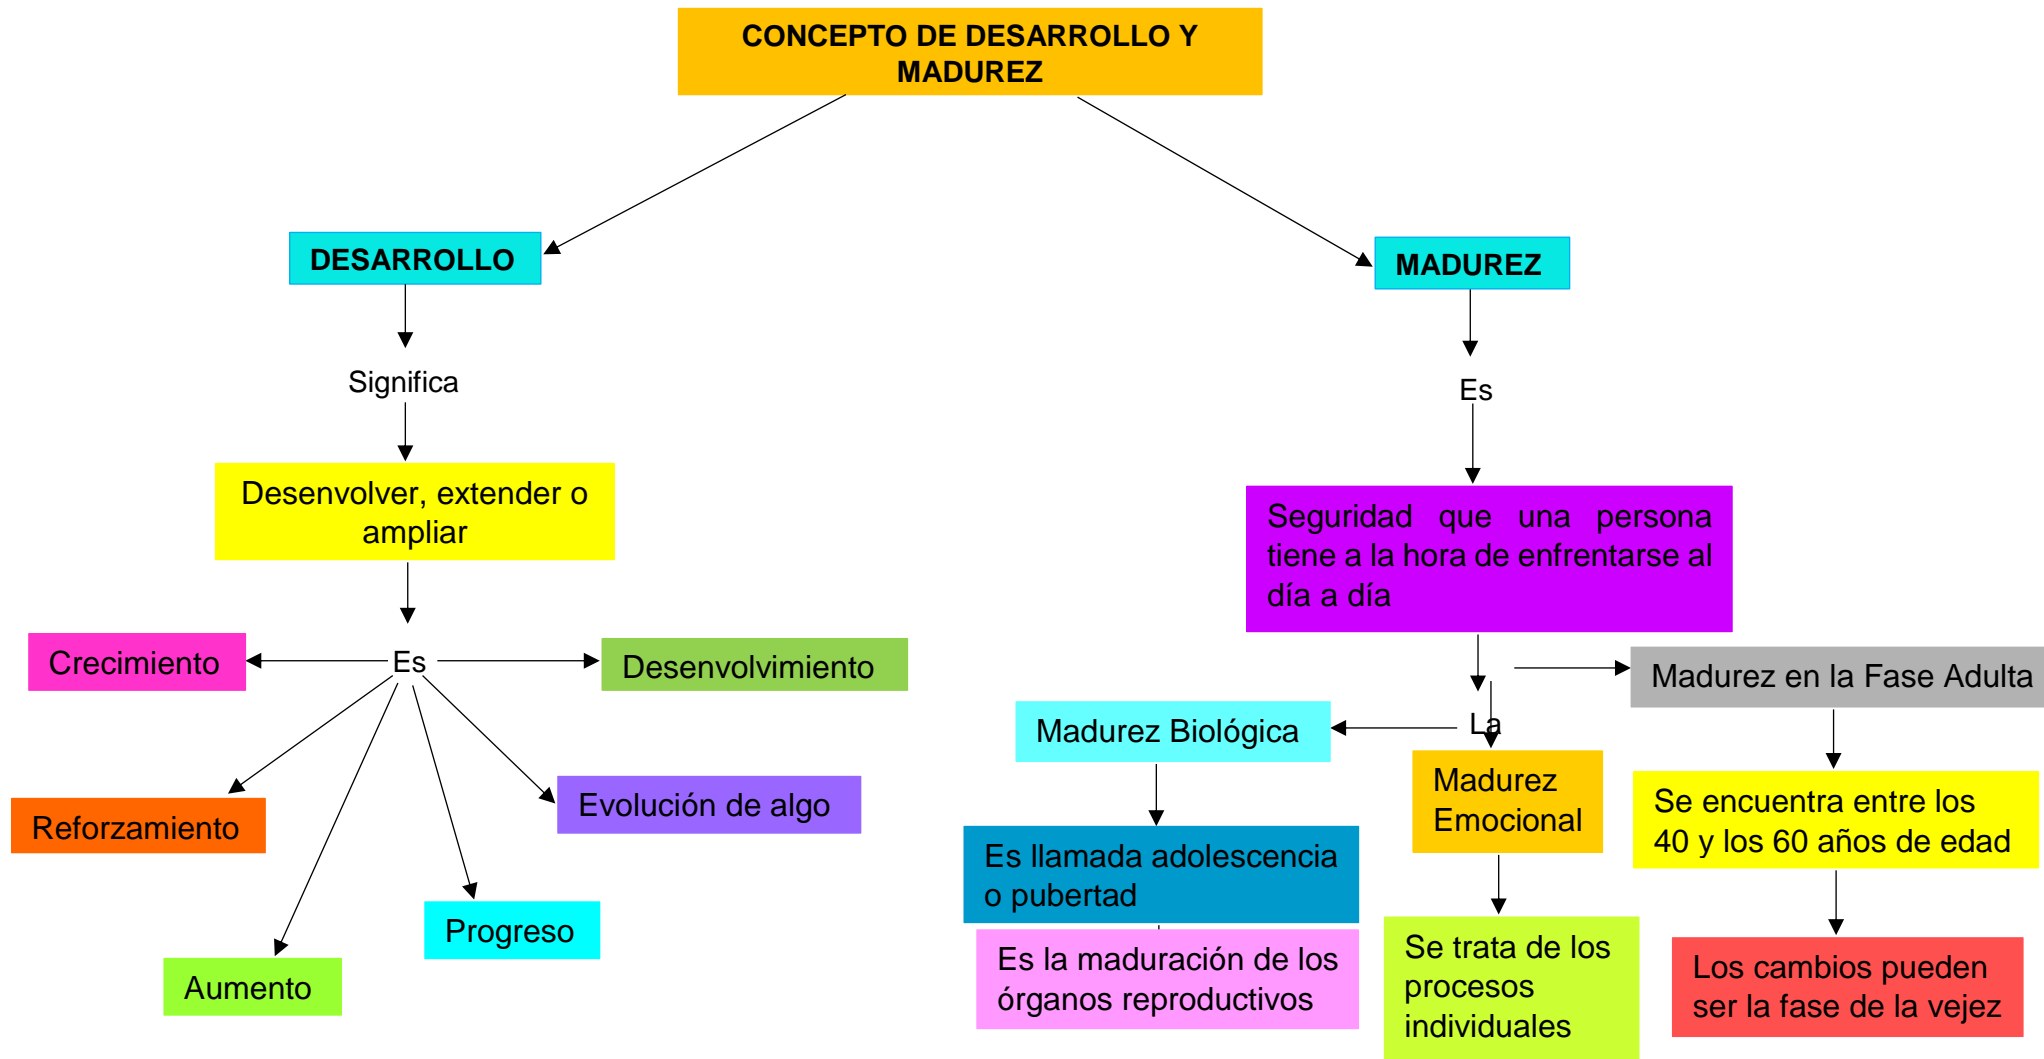 CONCEPTO DE DESARROLLO Y
MADUREZ
DESARROLLO
MADUREZ
Significa
Es
Desenvolver, extender o
ampliar
Seguridad que una persona
tiene a la hora de enfrentarse al
día a día
Crecimiento
Es
Desenvolvimiento
Madurez en la Fase Adulta
Madurez Biológica
La
Reforzamiento
Evolución de algo
Madurez
Emocional
Se encuentra entre los
40 y los 60 años de edad
Es llamada adolescencia
o pubertad
Progreso
Aumento
Es la maduración de los
órganos reproductivos
Se trata de los
procesos
individuales
Los cambios pueden
ser la fase de la vejez